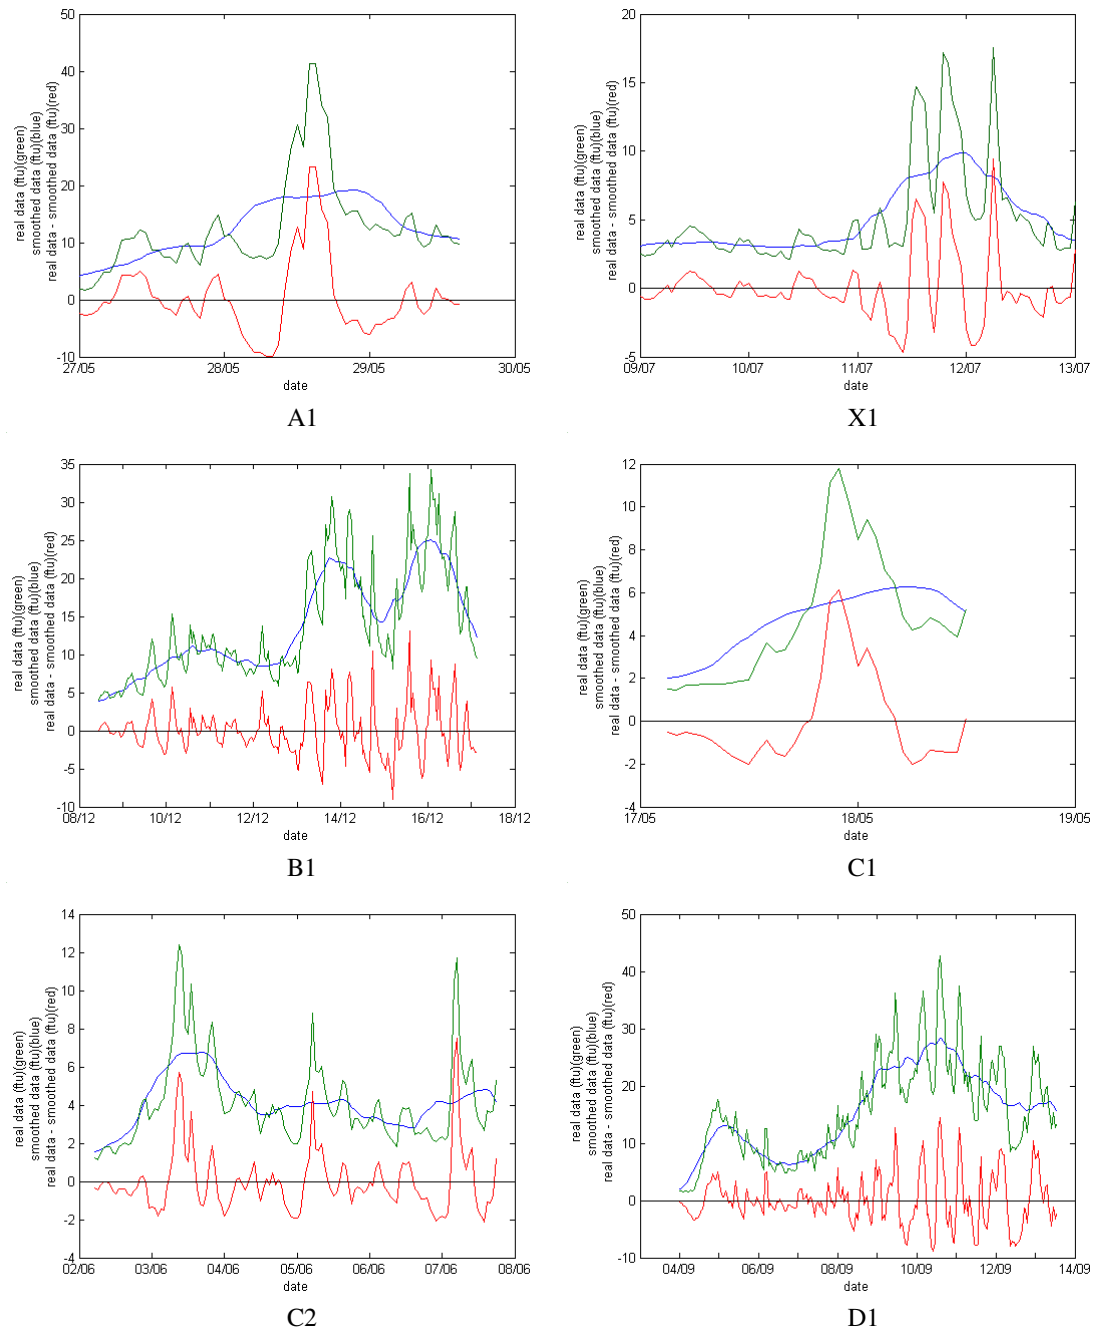 real data (ftu)(green)
smoothed data (ftu)(blue)
real data - smoothed data (ftu)(red)
50
40
30
20
10
0
-10
27/05 28/05 29/05 30/05
date
A1
real data (ftu)(green)
smoothed data (ftu)(blue)
real data - smoothed data (ftu)(red)
20
15
10
5
0
-5
09/07 10/07 11/07 12/07 13/07
date
X1
real data (ftu)(green)
smoothed data (ftu)(blue)
real data - smoothed data (ftu)(red)
35
30
25
20
15
10
5
0
-5
-10
08/12 10/12 12/12 14/12 16/12 18/12
date
B1
real data (ftu)(green)
smoothed data (ftu)(blue)
real data - smoothed data (ftu)(red)
12
10
8
6
4
2
0
-2
-4
17/05 18/05 19/05
date
C1
real data (ftu)(green)
smoothed data (ftu)(blue)
real data - smoothed data (ftu)(red)
14
12
10
8
6
4
2
0
-2
-4
02/06 03/06 04/06 05/06 06/06 07/06 08/06
date
C2
real data (ftu)(green)
smoothed data (ftu)(blue)
real data - smoothed data (ftu)(red)
50
40
30
20
10
0
-10
04/09 06/09 08/09 10/09 12/09 14/09
date
D1